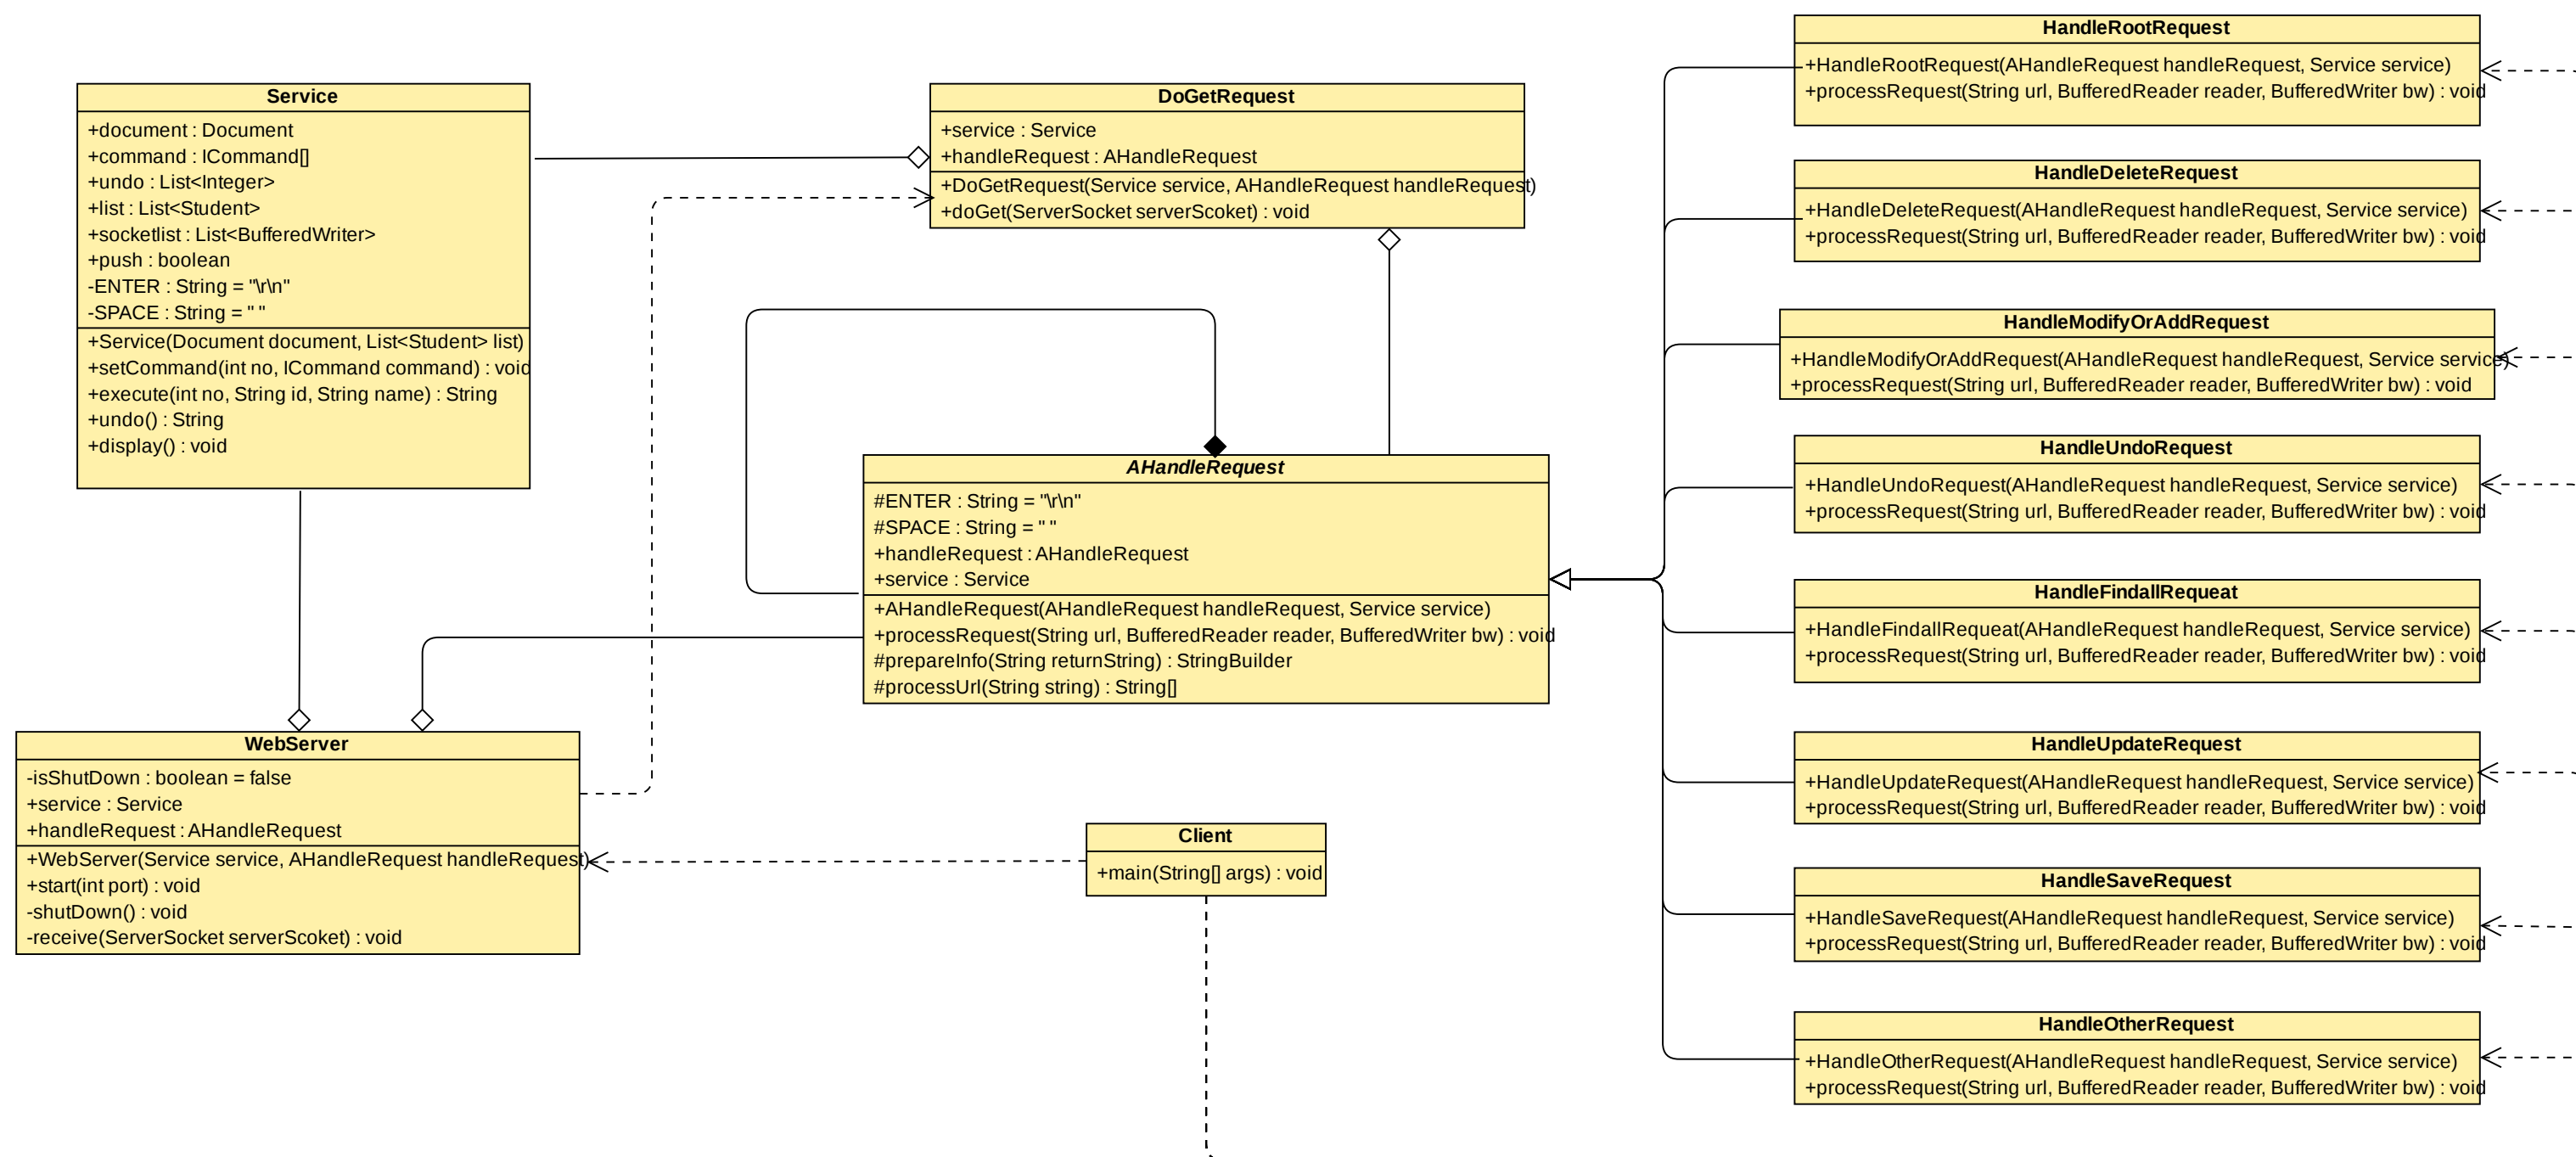 Service
+document : Document
+command : ICommand[]
+undo : List<Integer>
+list : List<Student>
+socketlist : List<BufferedWriter>
+push : boolean
-ENTER : String = "\r\n"
-SPACE : String = " "
+Service(Document document, List<Student> list)
+setCommand(int no, ICommand command) : void
+execute(int no, String id, String name) : String
+undo() : String
+display() : void
DoGetRequest
+service : Service
+handleRequest : AHandleRequest
+DoGetRequest(Service service, AHandleRequest handleRequest)
+doGet(ServerSocket serverScoket) : void
AHandleRequest
#ENTER : String = "\r\n"
#SPACE : String = " "
+handleRequest : AHandleRequest
+service : Service
+AHandleRequest(AHandleRequest handleRequest, Service service)
+processRequest(String url, BufferedReader reader, BufferedWriter bw) : void
#prepareInfo(String returnString) : StringBuilder
#processUrl(String string) : String[]
WebServer
-isShutDown : boolean = false
+service : Service
+handleRequest : AHandleRequest
+WebServer(Service service, AHandleRequest handleRequest)
+start(int port) : void
-shutDown() : void
-receive(ServerSocket serverScoket) : void
Client
+main(String[] args) : void
HandleRootRequest
+HandleRootRequest(AHandleRequest handleRequest, Service service)
+processRequest(String url, BufferedReader reader, BufferedWriter bw) : void
HandleDeleteRequest
+HandleDeleteRequest(AHandleRequest handleRequest, Service service)
+processRequest(String url, BufferedReader reader, BufferedWriter bw) : void
HandleModifyOrAddRequest
+HandleModifyOrAddRequest(AHandleRequest handleRequest, Service service)
+processRequest(String url, BufferedReader reader, BufferedWriter bw) : void
HandleUndoRequest
+HandleUndoRequest(AHandleRequest handleRequest, Service service)
+processRequest(String url, BufferedReader reader, BufferedWriter bw) : void
HandleFindallRequeat
+HandleFindallRequeat(AHandleRequest handleRequest, Service service)
+processRequest(String url, BufferedReader reader, BufferedWriter bw) : void
HandleUpdateRequest
+HandleUpdateRequest(AHandleRequest handleRequest, Service service)
+processRequest(String url, BufferedReader reader, BufferedWriter bw) : void
HandleSaveRequest
+HandleSaveRequest(AHandleRequest handleRequest, Service service)
+processRequest(String url, BufferedReader reader, BufferedWriter bw) : void
HandleOtherRequest
+HandleOtherRequest(AHandleRequest handleRequest, Service service)
+processRequest(String url, BufferedReader reader, BufferedWriter bw) : void